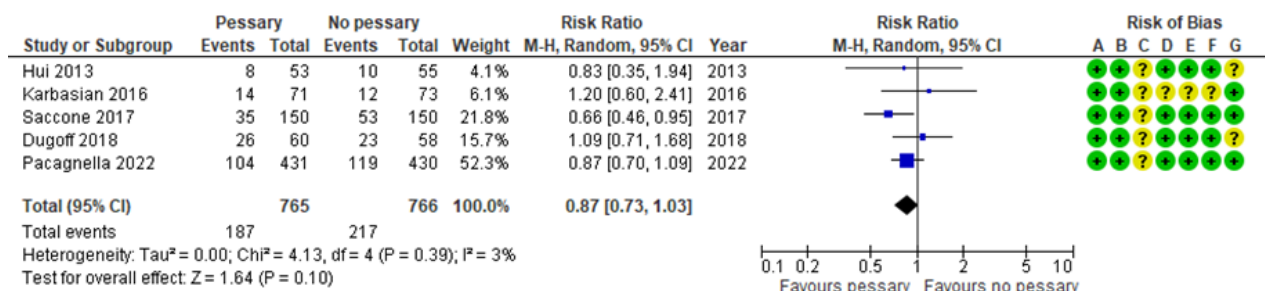 Pessary No pessary Risk Ratio Risk Ratio Risk of Bias
Study or Subgroup Events Total Events Total Weight M-H, Random, 95% CI Year M-H, Random, 95% CI A B C D E F G
Hui 2013 8 53 10 55 4.1% 0.83 [0.35, 1.94] 2013 + + ? + + + ?
Karbasian 2016 14 71 12 73 6.1% 1.20 [0.60, 2.41] 2016 + + ? ? ? ? +
Saccone 2017 35 150 53 150 21.8% 0.66 [0.46, 0.95] 2017 + + ? + + + +
Dugoff 2018 26 60 23 58 15.7% 1.09 [0.71, 1.68] 2018 + + ? + + + ?
Pacagnella 2022 104 431 119 430 52.3% 0.87 [0.70, 1.09] 2022 + + ? + + + +
Total (95% CI) 765 766 100.0% 0.87 [0.73, 1.03]
Total events 187 217
Heterogeneity: Tau² = 0.00; Chi² = 4.13, df = 4 (P = 0.39); I² = 3%
Test for overall effect: Z = 1.64 (P = 0.10)
0.1 0.2 0.5 1 2 5 10
Favours pessary Favours no pessary